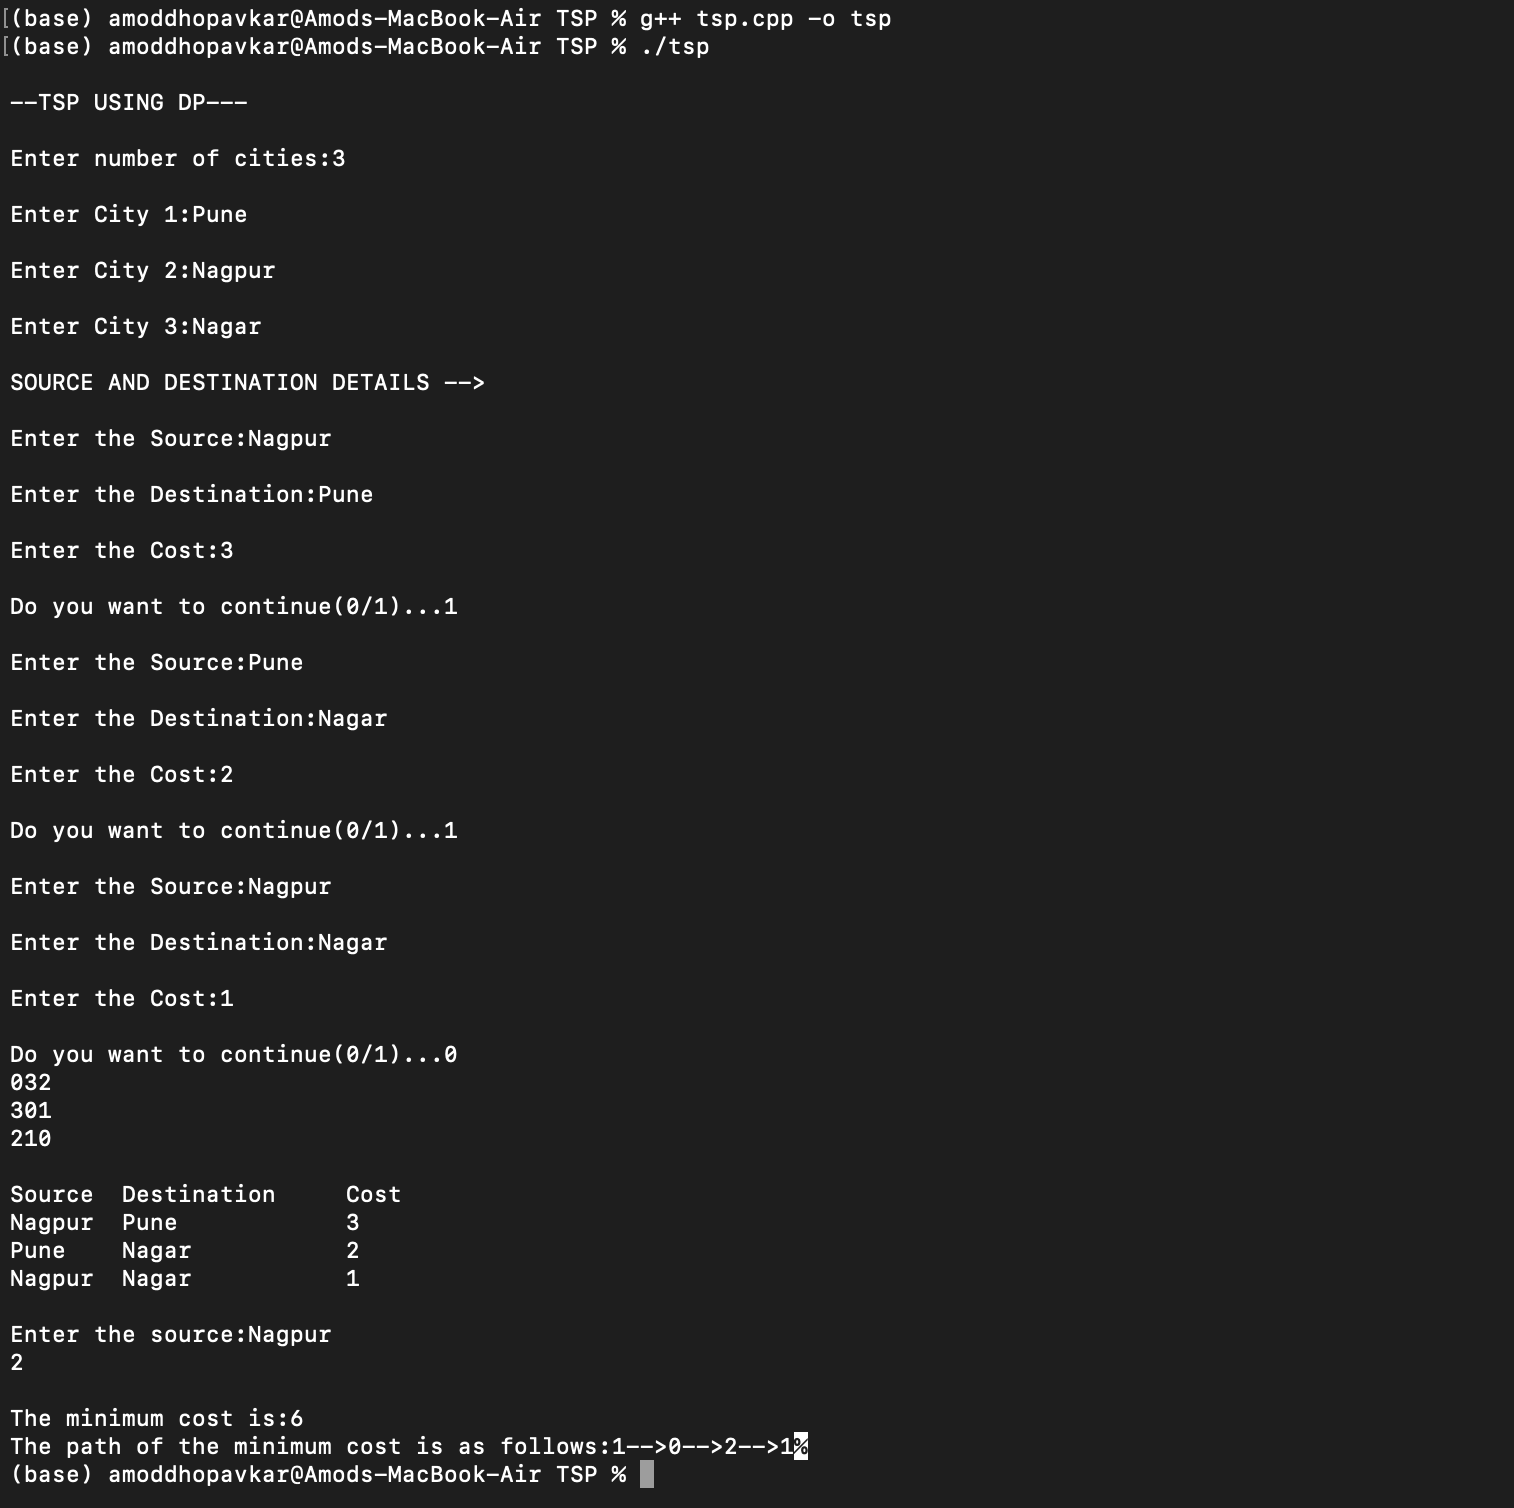 [(base) amoddhopavkar@Amods-MacBook-Air TSP % g++ tsp.cpp -o tsp
[(base) amoddhopavkar@Amods-MacBook-Air TSP % ./tsp
--TSP USING DP---
Enter number of cities:3
Enter City 1:Pune
Enter City 2:Nagpur
Enter City 3:Nagar
SOURCE AND DESTINATION DETAILS -->
Enter the Source:Nagpur
Enter the Destination:Pune
Enter the Cost:3
Do you want to continue(0/1)...1
Enter the Source:Pune
Enter the Destination:Nagar
Enter the Cost:2
Do you want to continue(0/1)...1
Enter the Source:Nagpur
Enter the Destination:Nagar
Enter the Cost:1
Do you want to continue(0/1)...0
032
301
210
Source  Destination     Cost
Nagpur  Pune            3
Pune    Nagar           2
Nagpur  Nagar           1
Enter the source:Nagpur
2
The minimum cost is:6
The path of the minimum cost is as follows:1-->0-->2-->1%
(base) amoddhopavkar@Amods-MacBook-Air TSP %